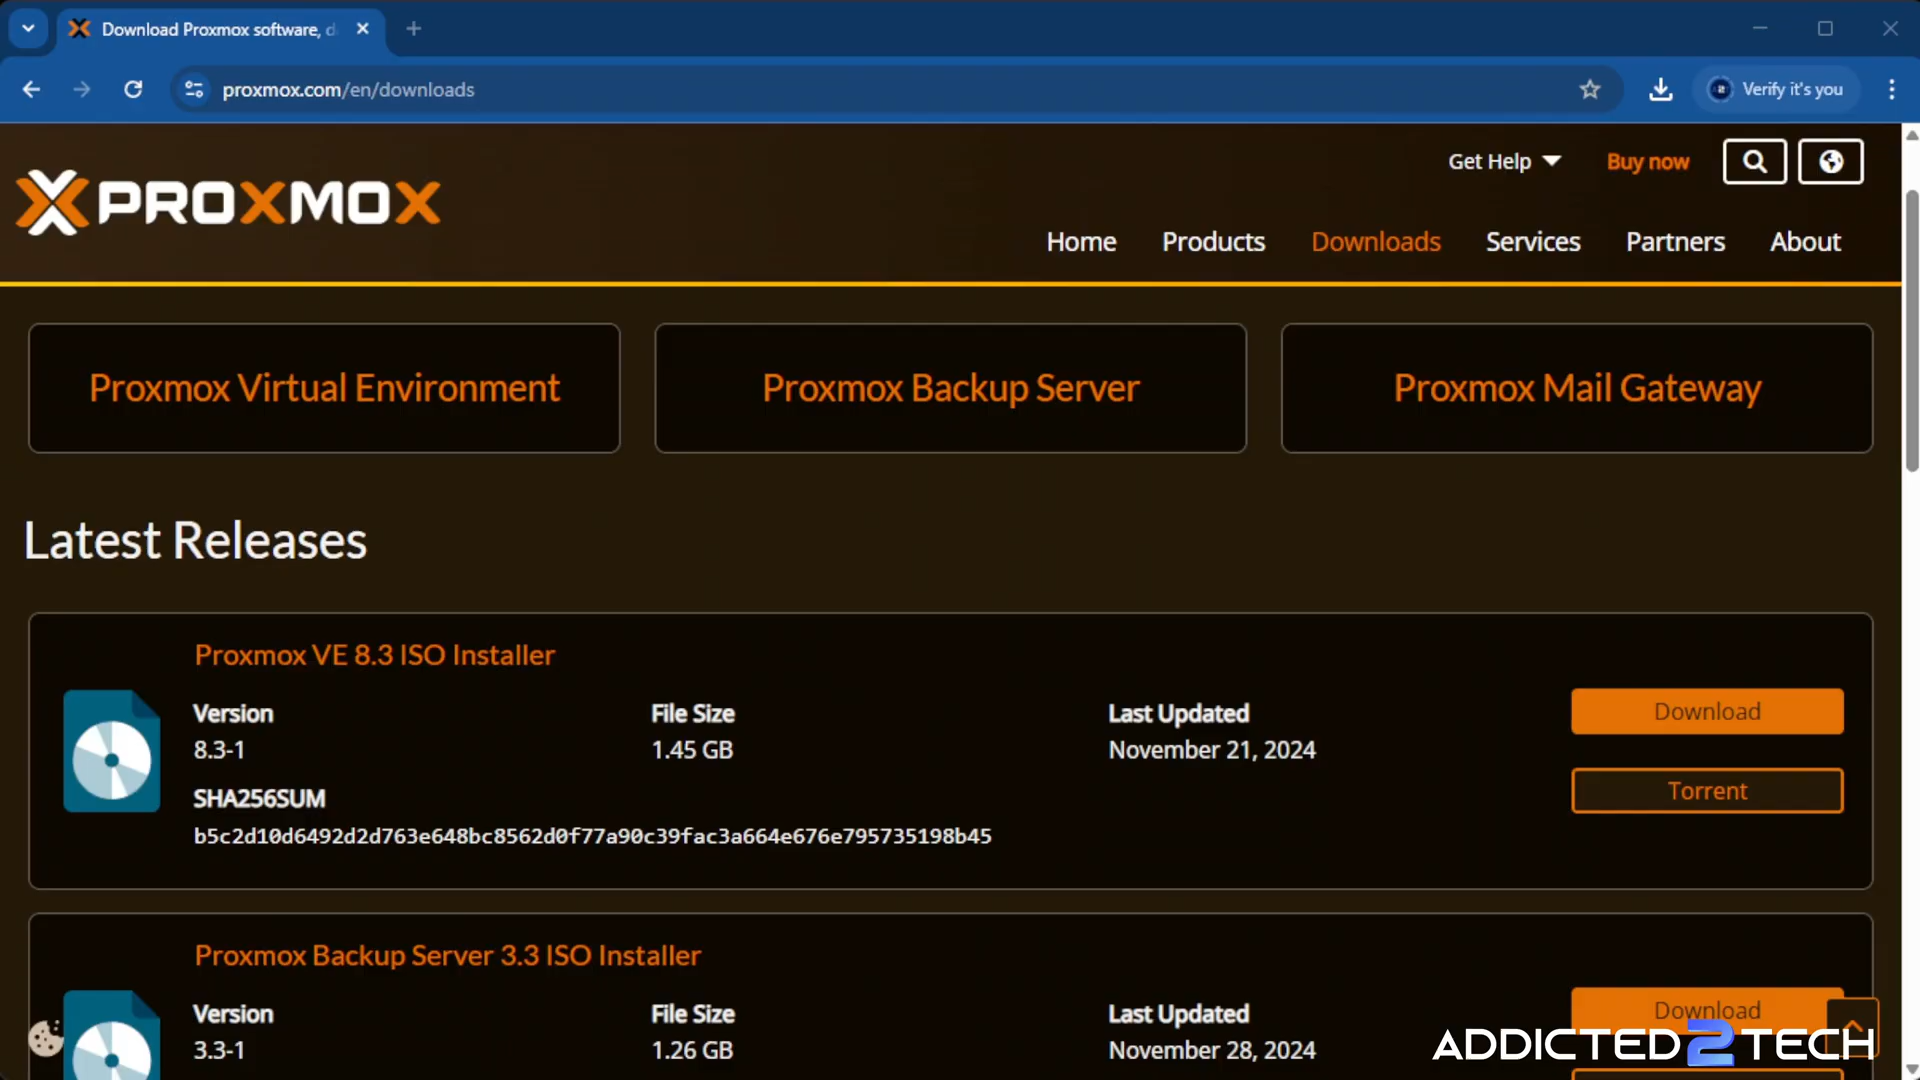 Download Proxmox software, d
proxmox.com/en/downloads
Verify it's you
PROXMOX
Get Help
Buy now
Home
Products
Downloads
Services
Partners
About
Proxmox Virtual Environment
Proxmox Backup Server
Proxmox Mail Gateway
Latest Releases
Proxmox VE 8.3 ISO Installer
Version
File Size
Last Updated
8.3-1
1.45 GB
November 21, 2024
Download
SHA256SUM
Torrent
b5c2d10d6492d2d763e648bc8562d0f77a90c39fac3a664e676e795735198b45
Proxmox Backup Server 3.3 ISO Installer
Version
File Size
Last Updated
Download
3.3-1
1.26 GB
November 28, 2024
ADDICTED2TECH